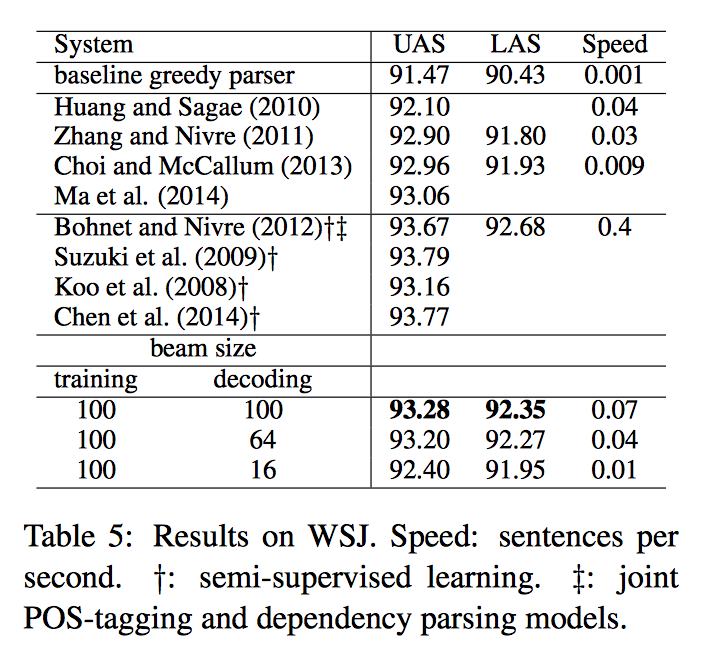 System UAS LAS Speed
baseline greedy parser 91.47 90.43 0.001
Huang and Sagae (2010) 92.10 0.04
Zhang and Nivre (2011) 92.90 91.80 0.03
Choi and McCallum (2013) 92.96 91.93 0.009
Ma et al. (2014) 93.06
Bohnet and Nivre (2012)†‡ 93.67 92.68 0.4
Suzuki et al. (2009)† 93.79
Koo et al. (2008)† 93.16
Chen et al. (2014)† 93.77
beam size
training decoding
100 100 93.28 92.35 0.07
100 64 93.20 92.27 0.04
100 16 92.40 91.95 0.01
Table 5: Results on WSJ. Speed: sentences per
second. †: semi-supervised learning. ‡: joint
POS-tagging and dependency parsing models.